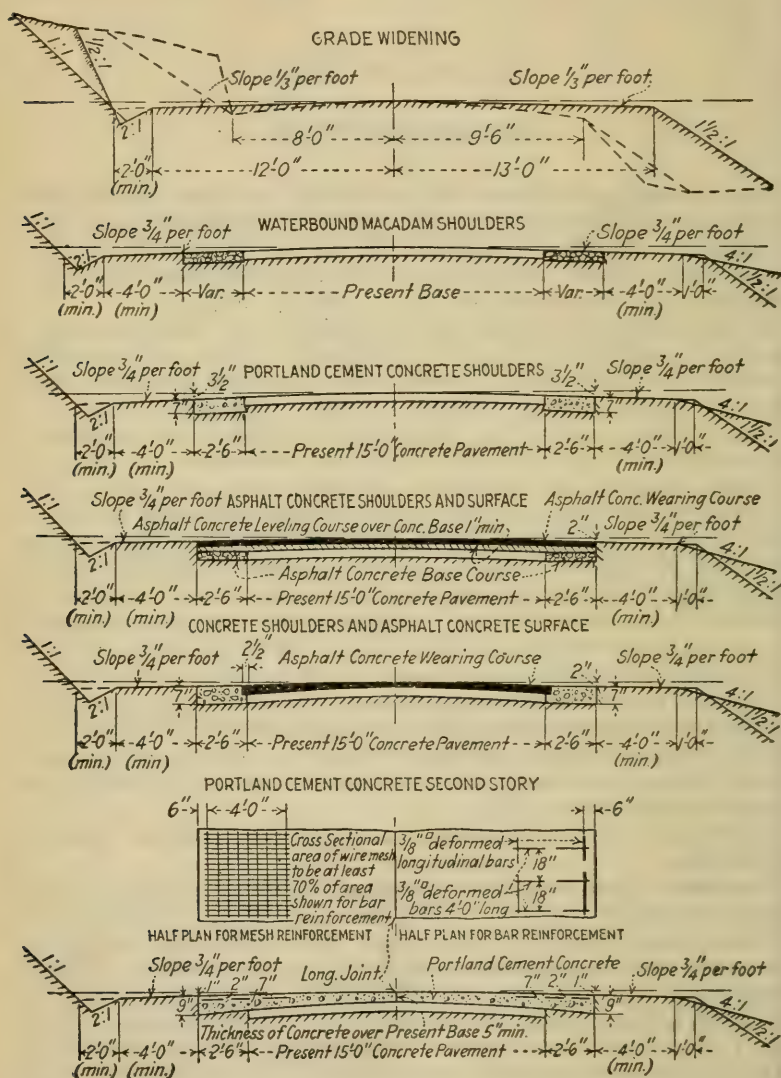 GRADE WIDENING
1:1
1/2:1
Slope 1/3" per foot
Slope 1/3" per foot
2:1
8'-0"
9'-6"
1 1/2:1
2'-0"
(min.)
12'-0"
13'-0"
WATERBOUND MACADAM SHOULDERS
1:1
Slope 3/4" per foot
Slope 3/4" per foot
2:1
4:1
1 1/2:1
2'-0" 4'-0" Var. Present Base Var. 4'-0" 1'-0"
(min.) (min) (min)
PORTLAND CEMENT CONCRETE SHOULDERS
1:1
Slope 3/4" per foot
3 1/2"
3 1/2"
Slope 3/4" per foot
2:1
7"
7"
4:1
1 1/2:1
2'-0" 4'-0" 2'-6" Present 15'-0" Concrete Pavement 2'-6" 4'-0" 1'-0"
(min.) (min.) (min.)
ASPHALT CONCRETE SHOULDERS AND SURFACE
1:1
Slope 3/4" per foot
Asphalt Conc. Wearing Course
Asphalt Concrete Leveling Course over Conc. Base 1" min.
2"
Slope 3/4" per foot
2:1
4:1
1 1/2:1
Asphalt Concrete Base Course
2'-0" 4'-0" 2'-6" Present 15'-0" Concrete Pavement 2'-6" 4'-0" 1'-0"
(min) (min) (min)
CONCRETE SHOULDERS AND ASPHALT CONCRETE SURFACE
1:1
Slope 3/4" per foot
2 1/2"
Asphalt Concrete Wearing Course
2"
Slope 3/4" per foot
2:1
7"
7"
4:1
1 1/2:1
2'-0" 4'-0" 2'-6" Present 15'-0" Concrete Pavement 2'-6" 4'-0" 1'-0"
(min) (min) (min)
PORTLAND CEMENT CONCRETE SECOND STORY
6" 4'-0" 6"
Cross Sectional
area of wire mesh
to be at least
70% of area
shown for bar
reinforcement
3/8"□ deformed
longitudinal bars
18"
3/8"□ deformed
bars 4'-0" long
18"
HALF PLAN FOR MESH REINFORCEMENT
HALF PLAN FOR BAR REINFORCEMENT
1:1
Slope 3/4" per foot
Long. Joint
Portland Cement Concrete
Slope 3/4" per foot
1" 2" 7"
7" 2" 1"
2:1
9"
9"
4:1
1 1/2:1
Thickness of Concrete over Present Base 5" min.
2'-0" 4'-0" 2'-6" Present 15'-0" Concrete Pavement 2'-6" 4'-0" 1'-0"
(min) (min) (min)